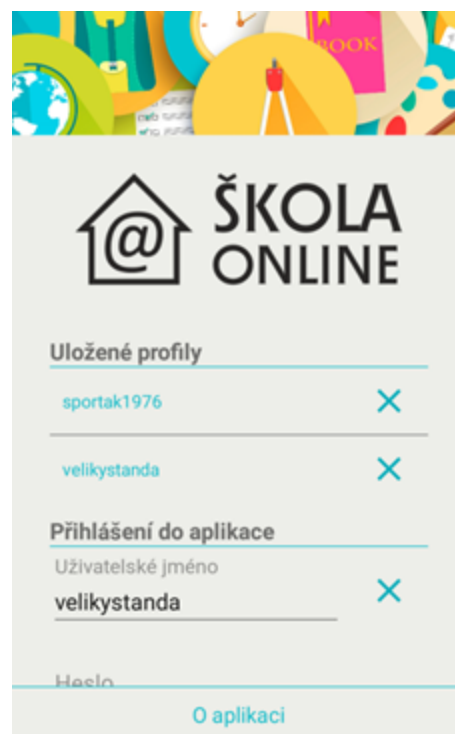 BOOK
@
ŠKOLA
ONLINE
Uložené profily
sportak1976
velikystanda
Přihlášení do aplikace
Uživatelské jméno
velikystanda
Heslo
O aplikaci